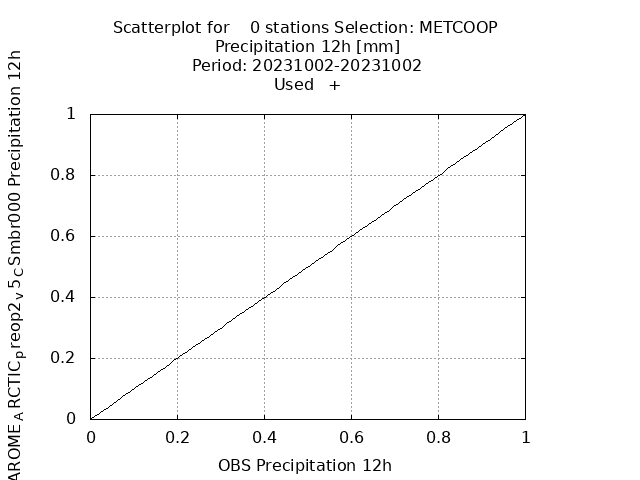 Scatterplot for    0 stations Selection: METCOOP
Precipitation 12h [mm]
Period: 20231002-20231002
Used   +
AROME_ARCTIC_preop2_v5_CSmbr000 Precipitation 12h
1
0.8
0.6
0.4
0.2
0
0 0.2 0.4 0.6 0.8 1
OBS Precipitation 12h